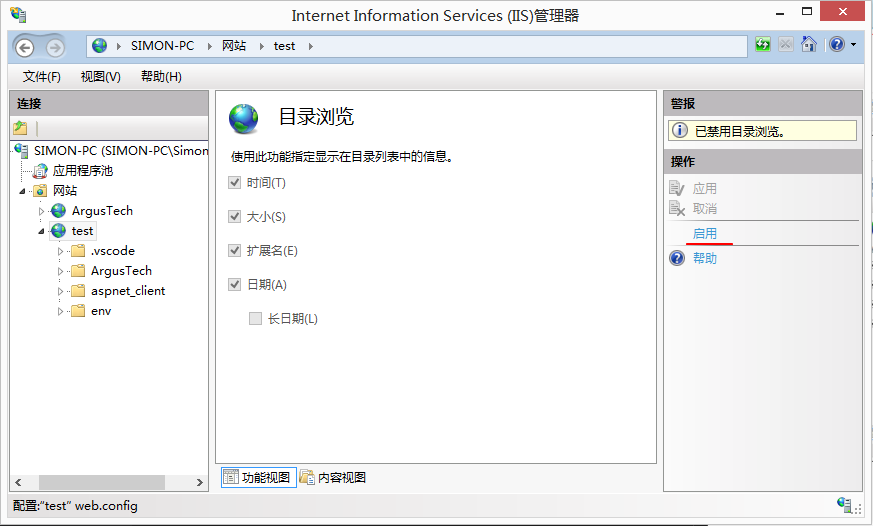 Internet Information Services (IIS)管理器
SIMON-PC 网站 test
文件(F) 视图(V) 帮助(H)
连接
SIMON-PC (SIMON-PC\Simon
应用程序池
网站
ArgusTech
test
.vscode
ArgusTech
aspnet_client
env
目录浏览
使用此功能指定显示在目录列表中的信息。
时间(T)
大小(S)
扩展名(E)
日期(A)
长日期(L)
功能视图 内容视图
警报
已禁用目录浏览。
操作
应用
取消
启用
帮助
配置:“test” web.config